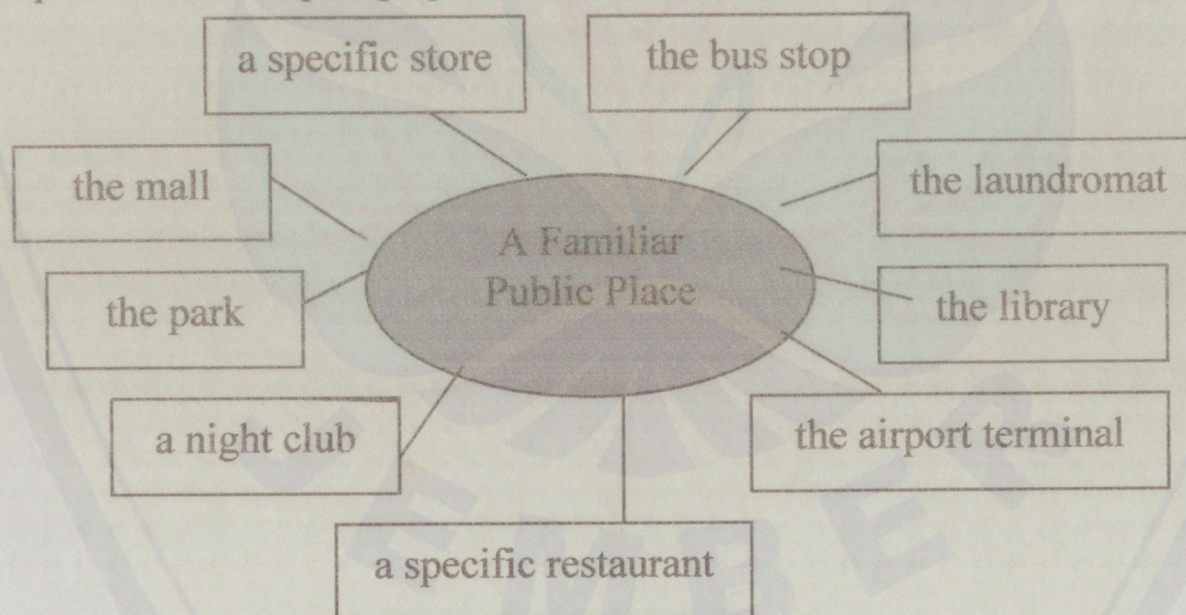 a specific store
the bus stop
the mall
the laundromat
A Familiar
Public Place
the park
the library
a night club
the airport terminal
a specific restaurant